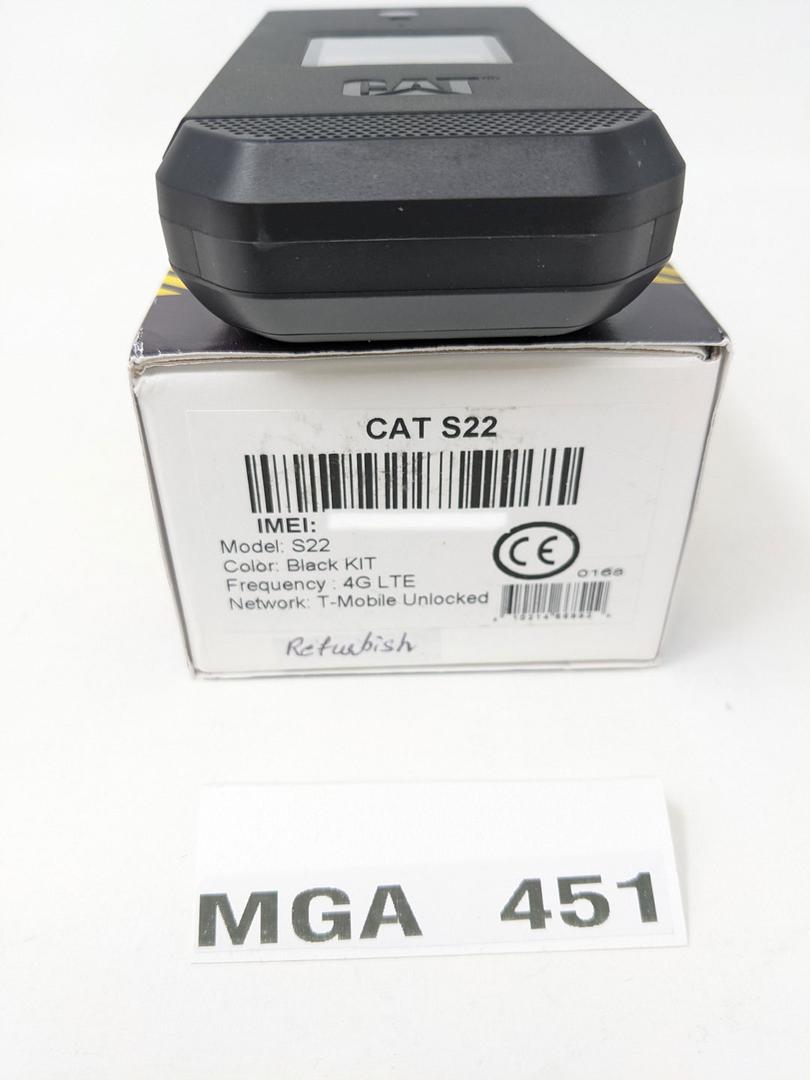 CAT
CAT S22
IMEI:
Model: S22
Color: Black KIT
Frequency : 4G LTE
Network: T-Mobile Unlocked
CE
0168
Refurbish
MGA 451